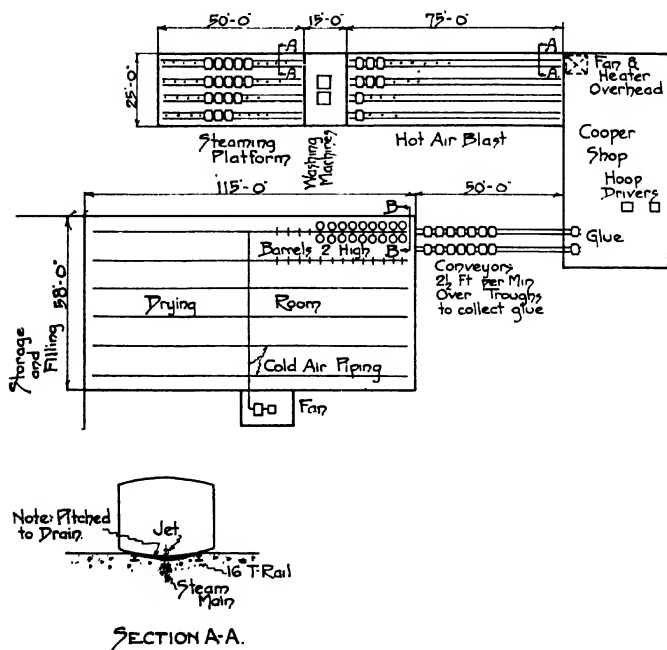 50'-0" 15'-0" 75'-0"
A A
A A
25'-0"
Fan &
Heater
Overhead
Steaming
Platform
Washing
Machines
Hot Air Blast
Cooper
Shop
Hoop
Drivers
115'-0" 50'-0"
B
B
Glue
Barrels 2 High
Conveyors
2½ Ft per Min
Over Troughs
to collect glue
58'-0"
Drying Room
Storage
and
Filling
Cold Air Piping
Fan
Note: Pitched
to Drain.
Jet
16 T-Rail
Steam
Main
SECTION A-A.